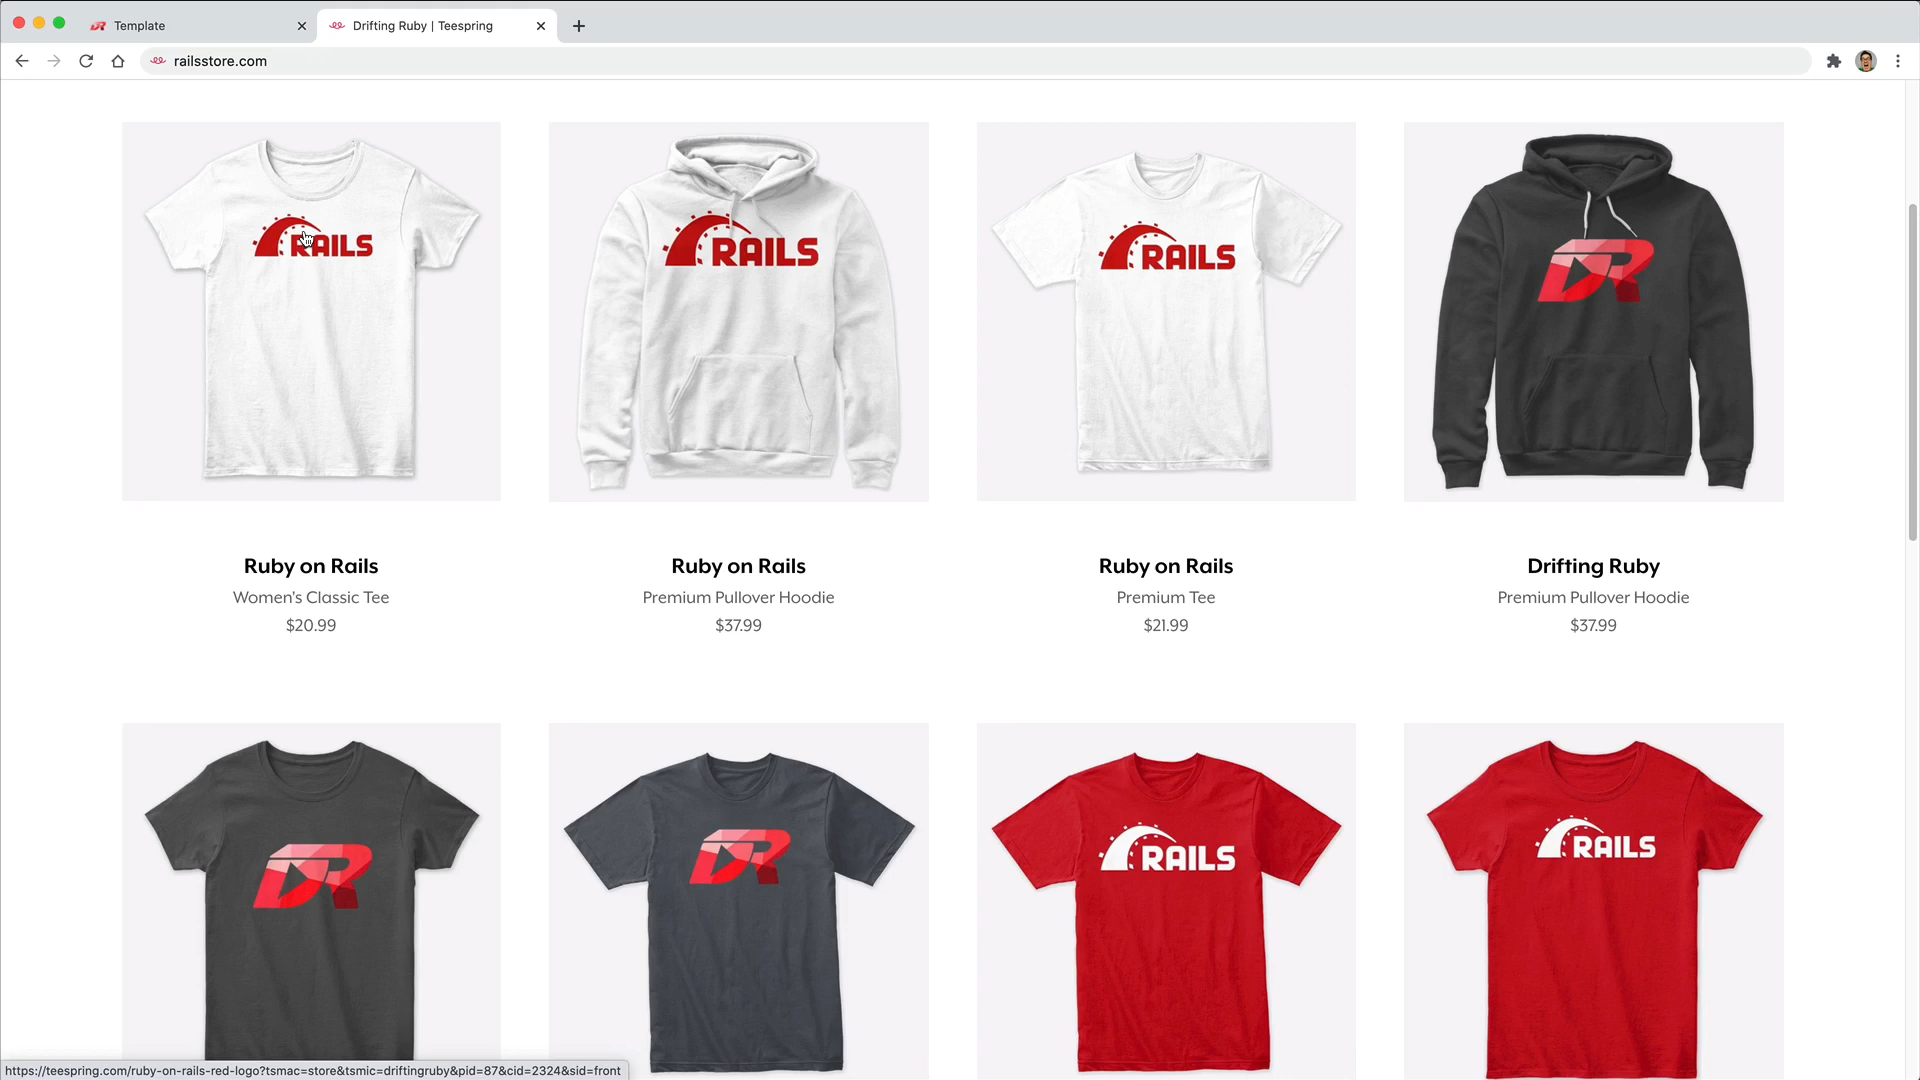 Template
Drifting Ruby | Teespring
railsstore.com
RAILS
RAILS
RAILS
DR
Ruby on Rails
Women's Classic Tee
$20.99
Ruby on Rails
Premium Pullover Hoodie
$37.99
Ruby on Rails
Premium Tee
$21.99
Drifting Ruby
Premium Pullover Hoodie
$37.99
DR
DR
RAILS
RAILS
https://teespring.com/ruby-on-rails-red-logo?tsmac=store&tsmic=driftingruby&pid=87&cid=2324&sid=front